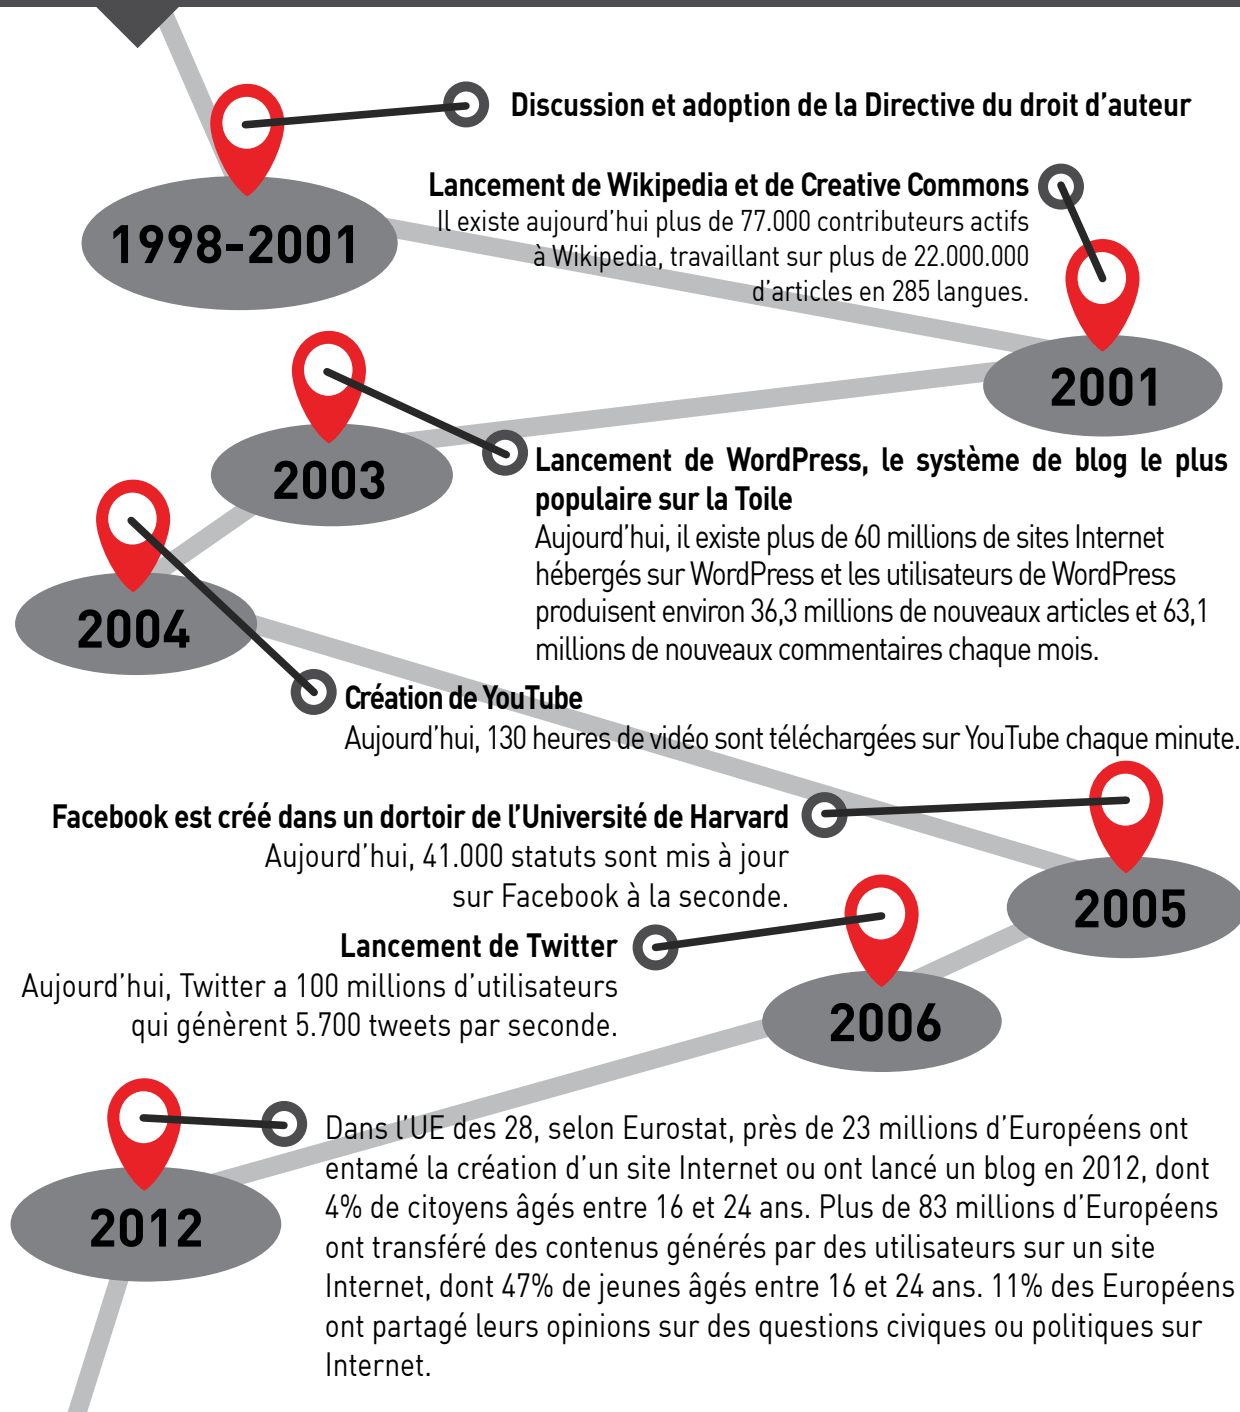 Discussion et adoption de la Directive du droit d’auteur
1998-2001
Lancement de Wikipedia et de Creative Commons
Il existe aujourd’hui plus de 77.000 contributeurs actifs
à Wikipedia, travaillant sur plus de 22.000.000
d’articles en 285 langues.
2001
2003
Lancement de WordPress, le système de blog le plus
populaire sur la Toile
Aujourd’hui, il existe plus de 60 millions de sites Internet
hébergés sur WordPress et les utilisateurs de WordPress
produisent environ 36,3 millions de nouveaux articles et 63,1
millions de nouveaux commentaires chaque mois.
2004
Création de YouTube
Aujourd’hui, 130 heures de vidéo sont téléchargées sur YouTube chaque minute.
Facebook est créé dans un dortoir de l’Université de Harvard
Aujourd’hui, 41.000 statuts sont mis à jour
sur Facebook à la seconde.
2005
Lancement de Twitter
Aujourd’hui, Twitter a 100 millions d’utilisateurs
qui génèrent 5.700 tweets par seconde.
2006
2012
Dans l’UE des 28, selon Eurostat, près de 23 millions d’Européens ont
entamé la création d’un site Internet ou ont lancé un blog en 2012, dont
4% de citoyens âgés entre 16 et 24 ans. Plus de 83 millions d’Européens
ont transféré des contenus générés par des utilisateurs sur un site
Internet, dont 47% de jeunes âgés entre 16 et 24 ans. 11% des Européens
ont partagé leurs opinions sur des questions civiques ou politiques sur
Internet.